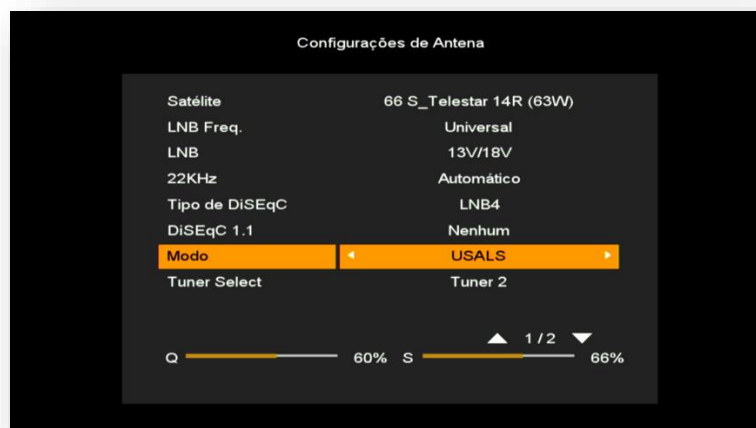 Configurações de Antena
Satélite 66 S_Telestar 14R (63W)
LNB Freq. Universal
LNB 13V/18V
22KHz Automático
Tipo de DiSEqC LNB4
DiSEqC 1.1 Nenhum
Modo USALS
Tuner Select Tuner 2
1/2
Q 60% S 66%